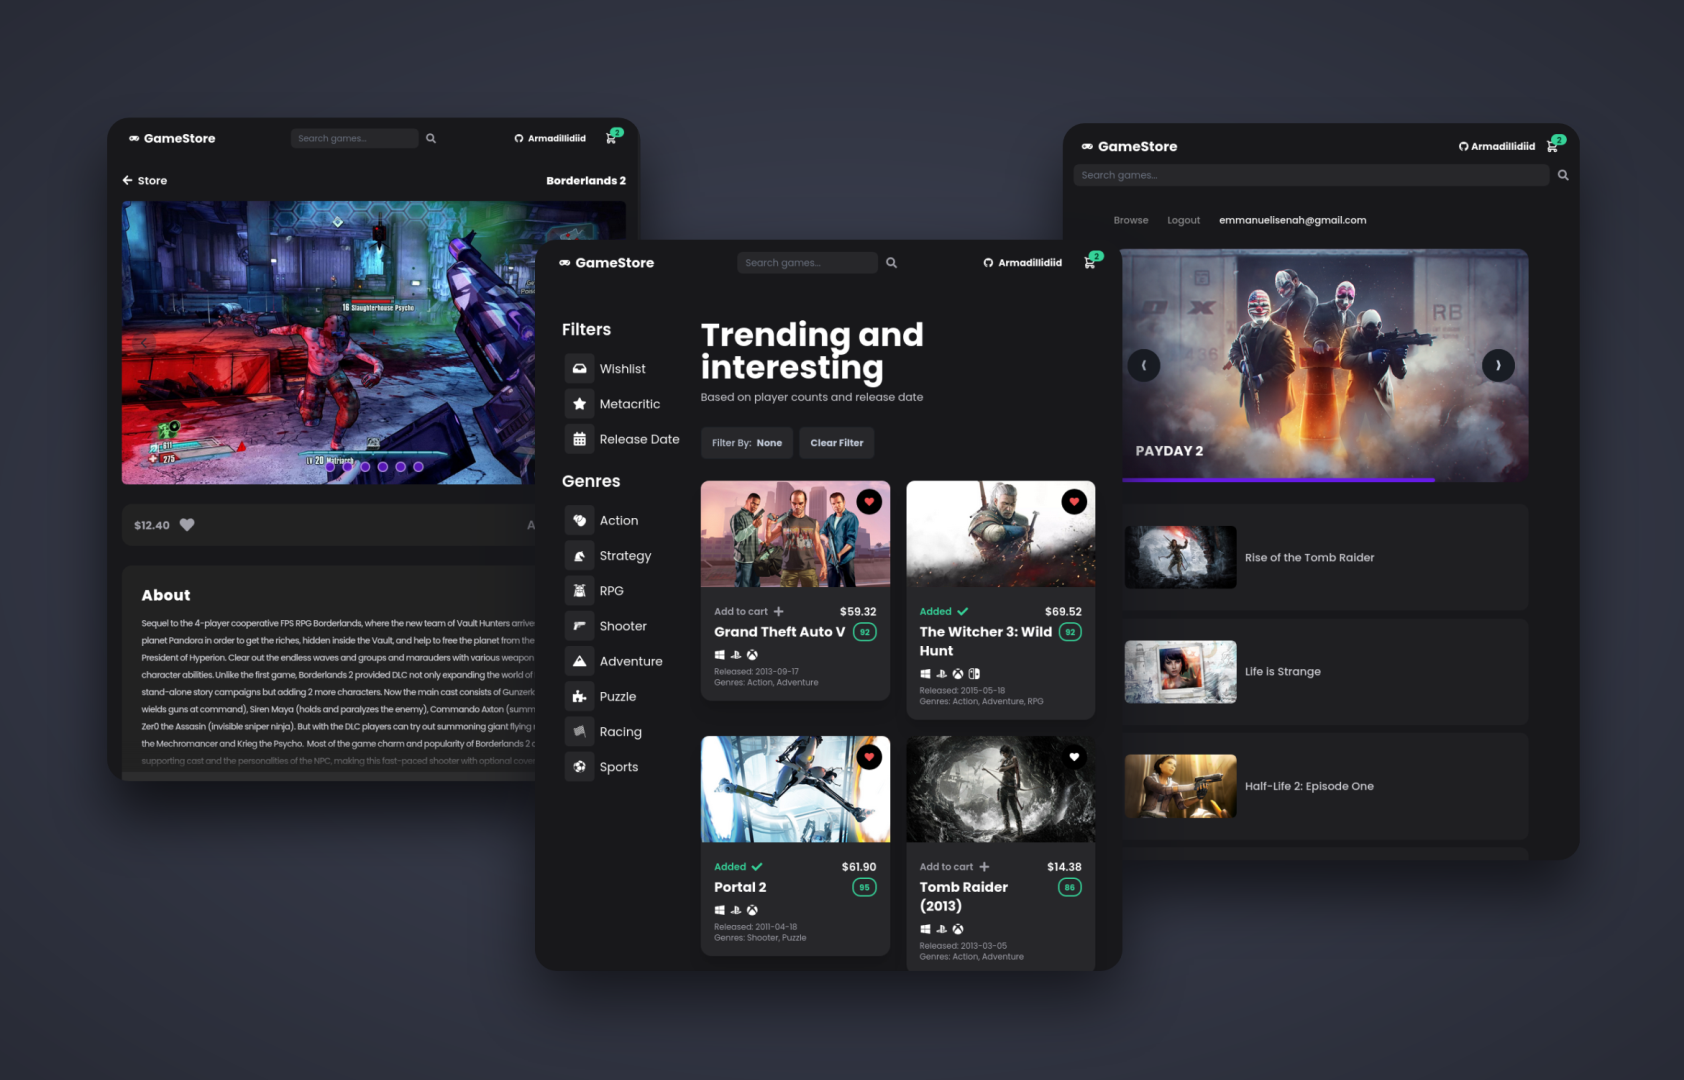 GameStore
Search games...
Armadillidiid
2
Store
Borderlands 2
16 Slaughterhouse Psycho
275
LV 20
$12.40
About
Sequel to the 4-player cooperative FPS RPG Borderlands, where the new team of Vault Hunters arrive
planet Pandora in order to get the riches, hidden inside the Vault, and help to free the planet from the
President of Hyperion. Clear out the endless waves and groups and marauders with various weapon
character abilities. Unlike the first game, Borderlands 2 provided DLC not only expanding the world of
stand-alone story campaigns but adding 2 more characters. Now the main cast consists of Gunzerk
wields guns at command), Siren Maya (holds and paralyzes the enemy), Commando Axton (summ
Zer0 the Assasin (invisible sniper ninja). But with the DLC players can try out summoning giant flying
the Mechromancer and Krieg the Psycho. Most of the game charm and popularity of Borderlands 2
supporting cast and the personalities of the NPC, making this fast-paced shooter with optional cover
GameStore
Search games...
Armadillidiid
2
Filters
Wishlist
Metacritic
Release Date
Genres
Action
Strategy
RPG
Shooter
Adventure
Puzzle
Racing
Sports
Trending and
interesting
Based on player counts and release date
Filter By: None
Clear Filter
Add to cart
$59.32
Grand Theft Auto V
92
Released: 2013-09-17
Genres: Action, Adventure
Added
$69.52
The Witcher 3: Wild
Hunt
92
Released: 2015-05-18
Genres: Action, Adventure, RPG
Added
$61.90
Portal 2
95
Released: 2011-04-18
Genres: Shooter, Puzzle
Add to cart
$14.38
Tomb Raider
(2013)
86
Released: 2013-03-05
Genres: Action, Adventure
GameStore
Armadillidiid
2
Search games...
Browse
Logout
emmanuelisenah@gmail.com
RB
PAYDAY 2
Rise of the Tomb Raider
Life is Strange
Half-Life 2: Episode One